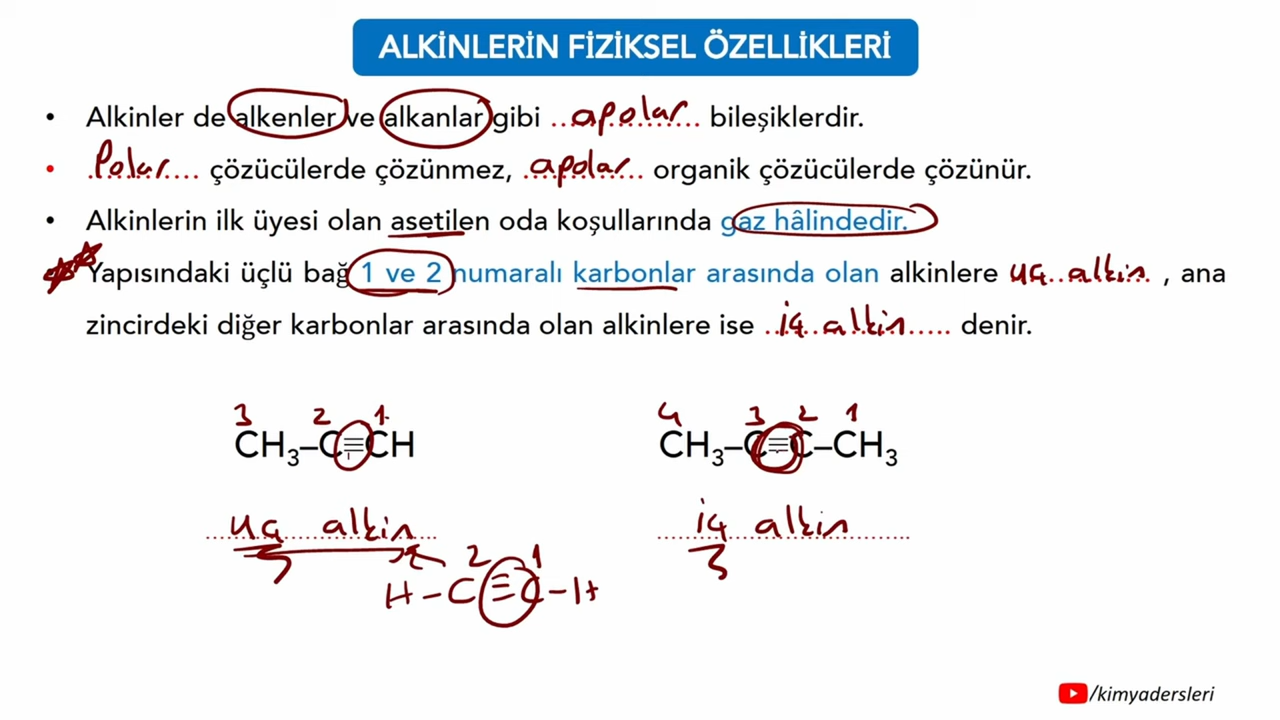 ALKİNLERİN FİZİKSEL ÖZELLİKLERİ
• Alkinler de alkenler ve alkanlar gibi ...apolar... bileşiklerdir.
• Polar çözücülerde çözünmez, apolar organik çözücülerde çözünür.
• Alkinlerin ilk üyesi olan asetilen oda koşullarında gaz hâlindedir.
Yapısındaki üçlü bağ 1 ve 2 numaralı karbonlar arasında olan alkinlere uç alkin, ana
zincirdeki diğer karbonlar arasında olan alkinlere ise iç alkin denir.
3 2 1
CH₃–C≡CH
4 3 2 1
CH₃–C≡C–CH₃
uç alkin
iç alkin
2 1
H–C≡C–H
/kimyadersleri